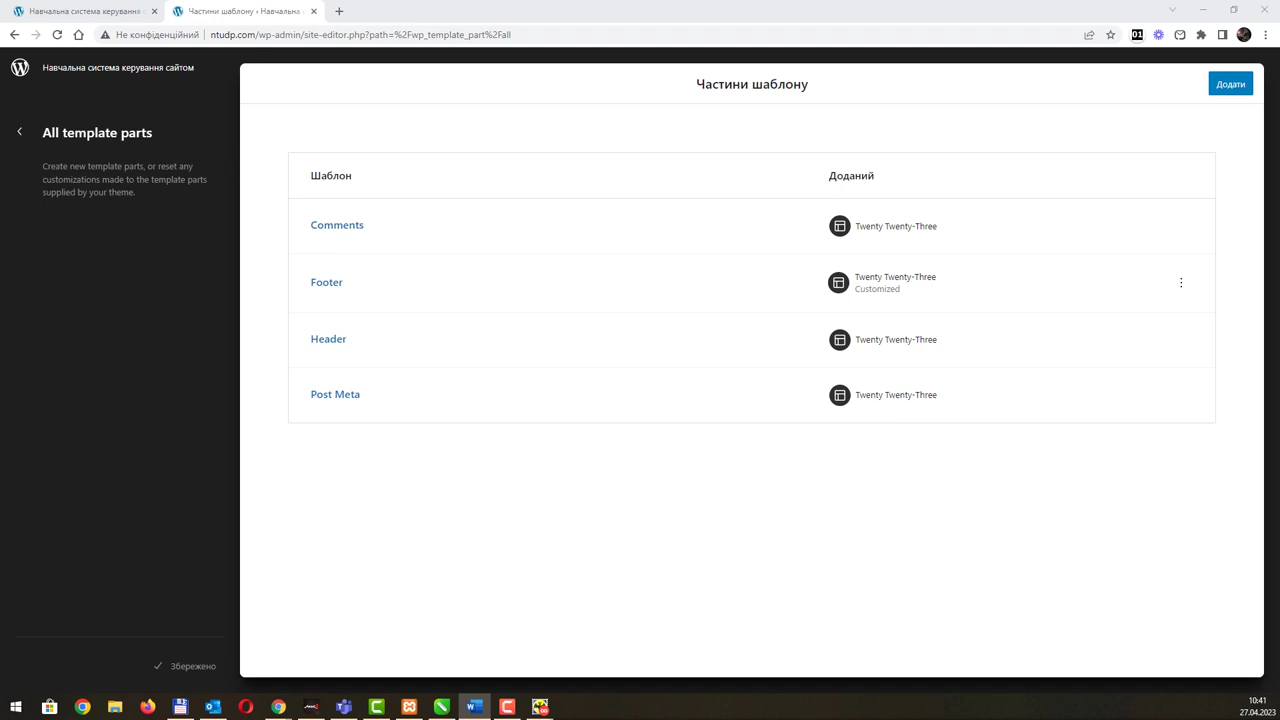 Навчальна система керування с
Частини шаблону ‹ Навчальна с
Не конфіденційний
ntudp.com/wp-admin/site-editor.php?path=%2Fwp_template_part%2Fall
01
Навчальна система керування сайтом
Частини шаблону
Додати
All template parts
Create new template parts, or reset any
customizations made to the template parts
supplied by your theme.
Шаблон
Доданий
Comments
Twenty Twenty-Three
Footer
Twenty Twenty-Three
Customized
Header
Twenty Twenty-Three
Post Meta
Twenty Twenty-Three
Збережено
10:41
27.04.2023